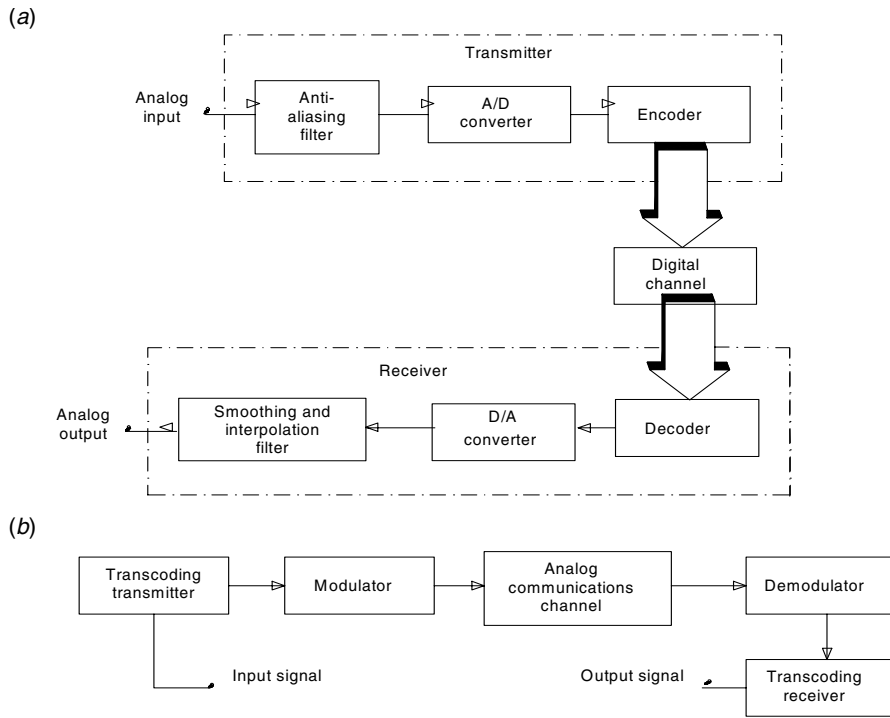 (a)
Transmitter
Analog
input
Anti-
aliasing
filter
A/D
converter
Encoder
Digital
channel
Receiver
Analog
output
Smoothing and
interpolation
filter
D/A
converter
Decoder
(b)
Transcoding
transmitter
Modulator
Analog
communications
channel
Demodulator
Input signal
Output signal
Transcoding
receiver